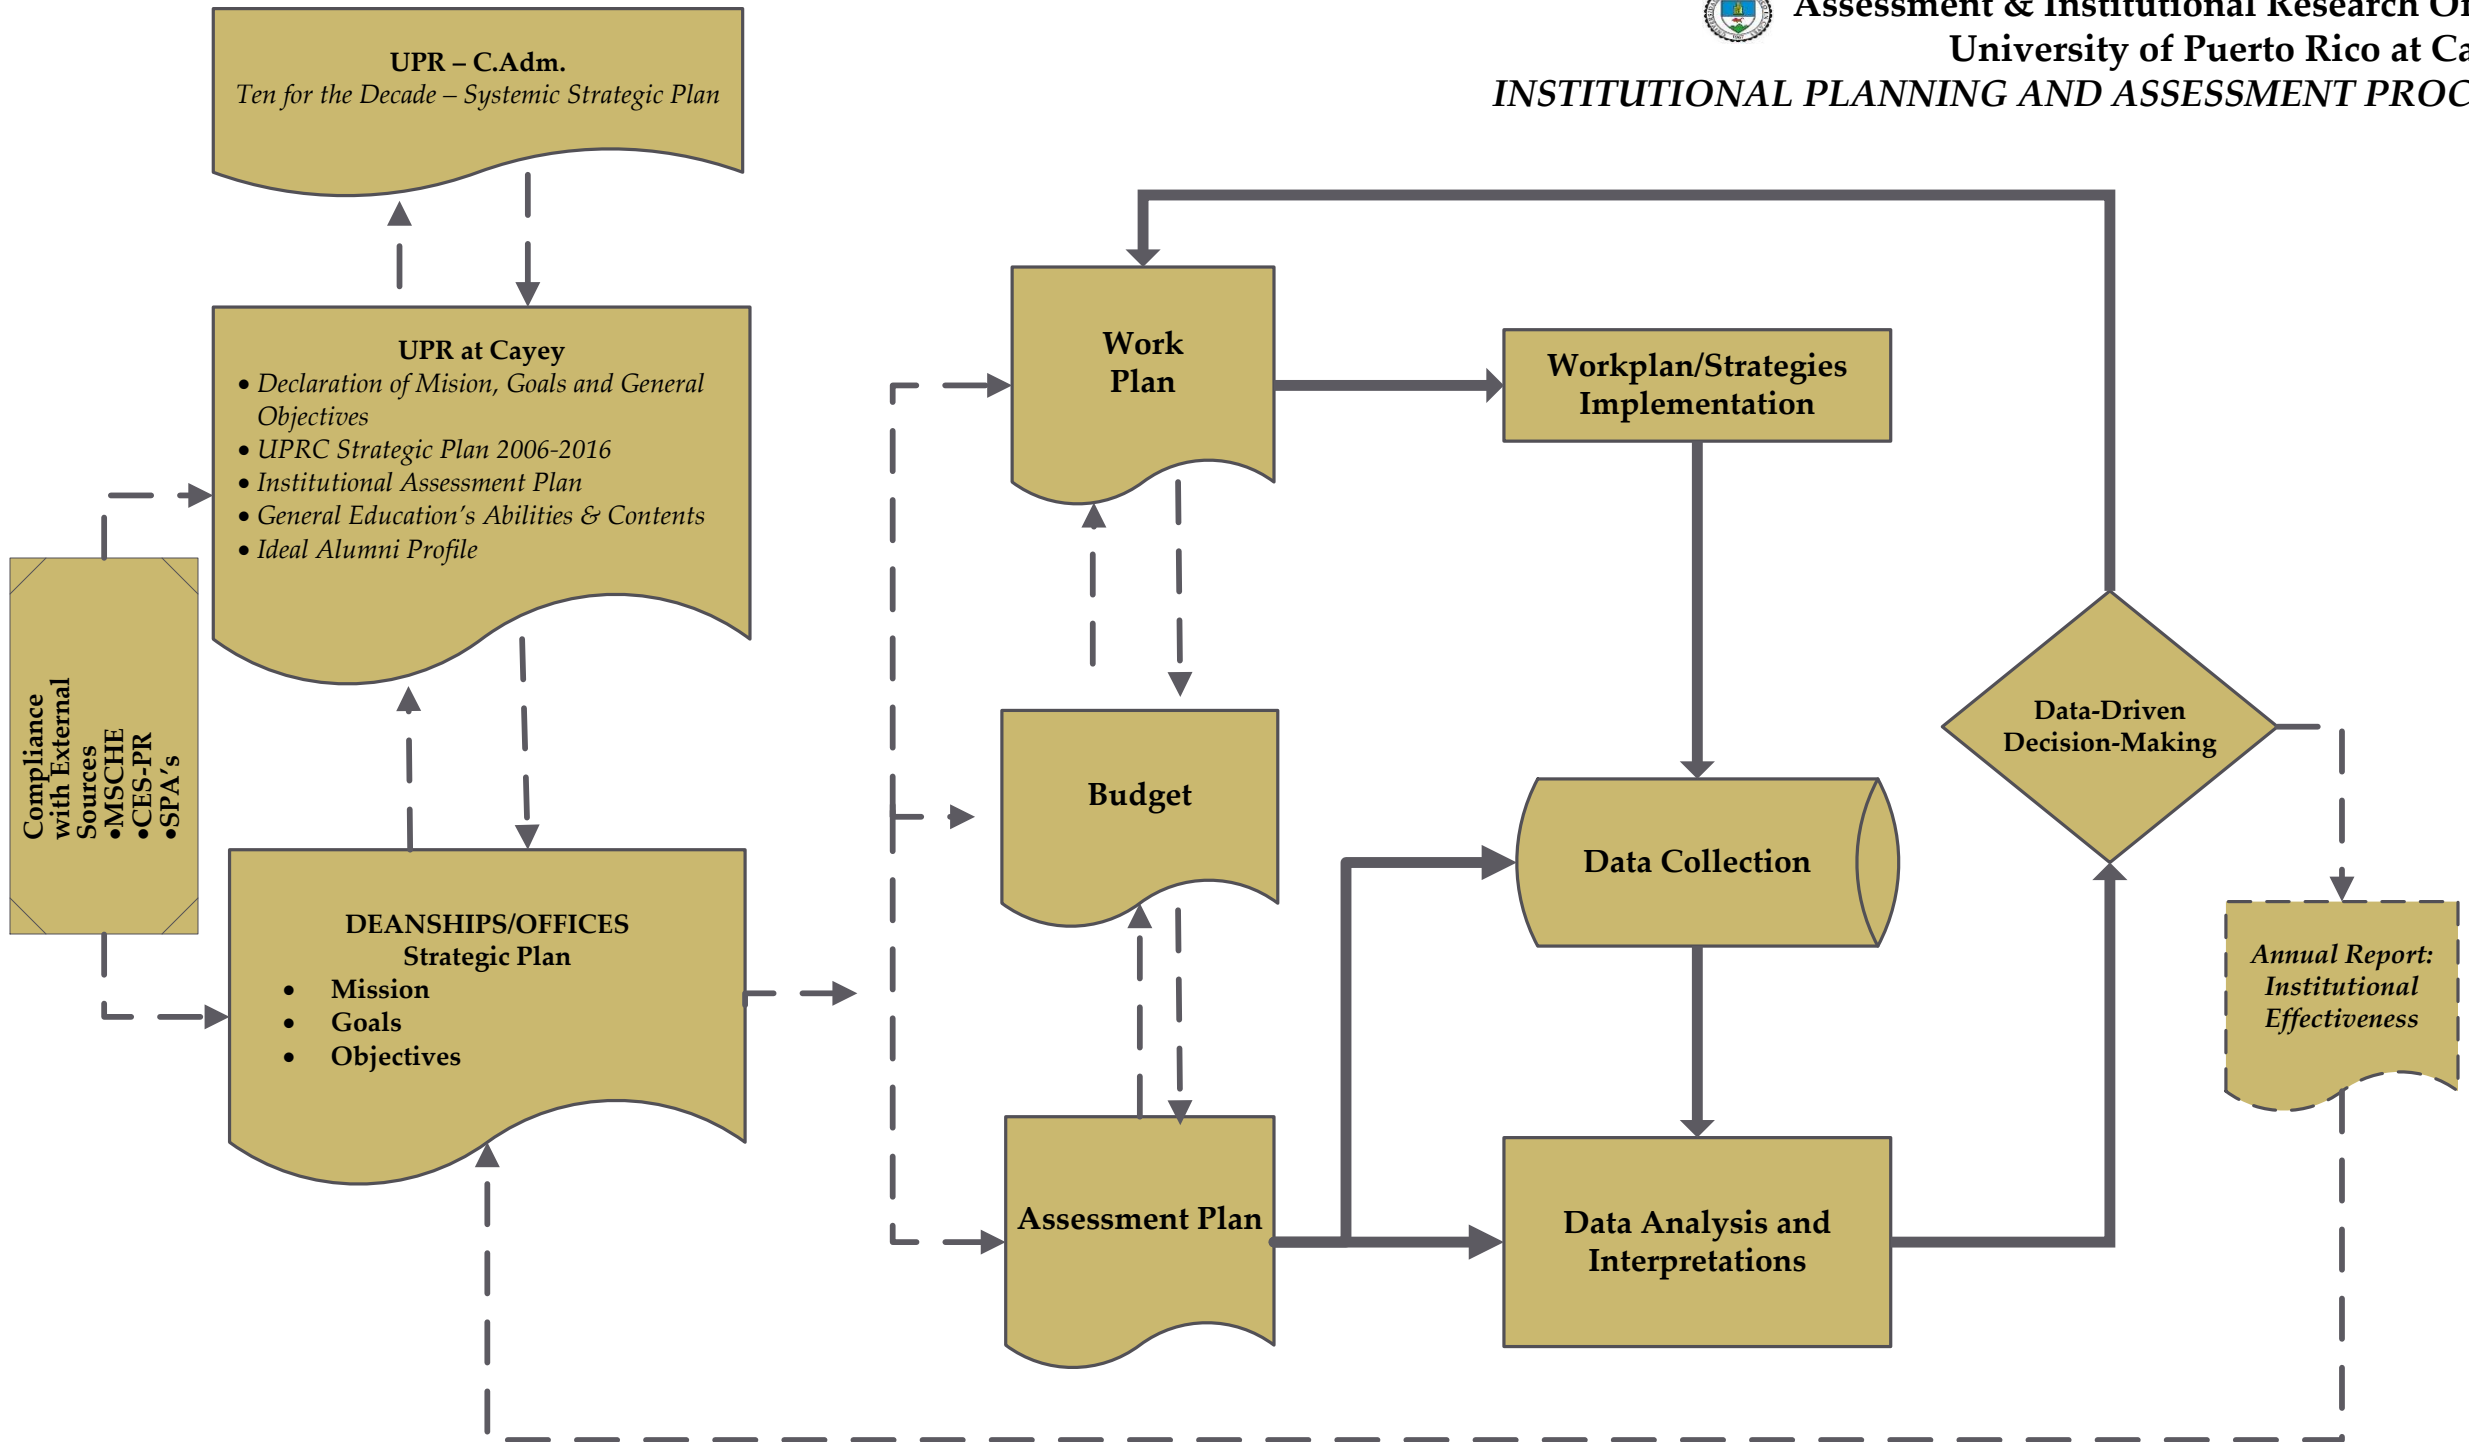 Assessment & Institutional Research
University of Puerto Rico at
INSTITUTIONAL PLANNING AND ASSESSMENT
UPR – C.Adm.
Ten for the Decade – Systemic Strategic Plan
UPR at Cayey
• Declaration of Mision, Goals and General
Objectives
• UPRC Strategic Plan 2006-2016
• Institutional Assessment Plan
• General Education's Abilities & Contents
• Ideal Alumni Profile
Compliance
with External
Sources
•MSCHE
•CES-PR
•SPA's
DEANSHIPS/OFFICES
Strategic Plan
• Mission
• Goals
• Objectives
Work
Plan
Budget
Assessment Plan
Workplan/Strategies
Implementation
Data Collection
Data Analysis and
Interpretations
Data-Driven
Decision-Making
Annual Report:
Institutional
Effectiveness